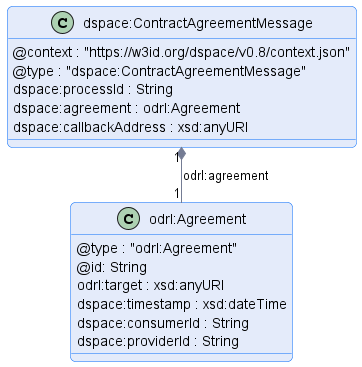 C dspace:ContractAgreementMessage
@context : "https://w3id.org/dspace/v0.8/context.json"
@type : "dspace:ContractAgreementMessage"
dspace:processId : String
dspace:agreement : odrl:Agreement
dspace:callbackAddress : xsd:anyURI
1
odrl:agreement
1
C odrl:Agreement
@type : "odrl:Agreement"
@id: String
odrl:target : xsd:anyURI
dspace:timestamp : xsd:dateTime
dspace:consumerId : String
dspace:providerId : String